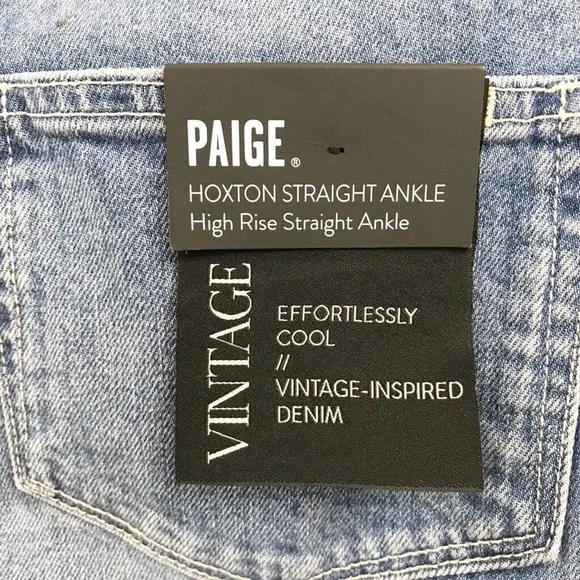 PAIGE®
HOXTON STRAIGHT ANKLE
High Rise Straight Ankle
VINTAGE
EFFORTLESSLY
COOL
//
VINTAGE-INSPIRED
DENIM